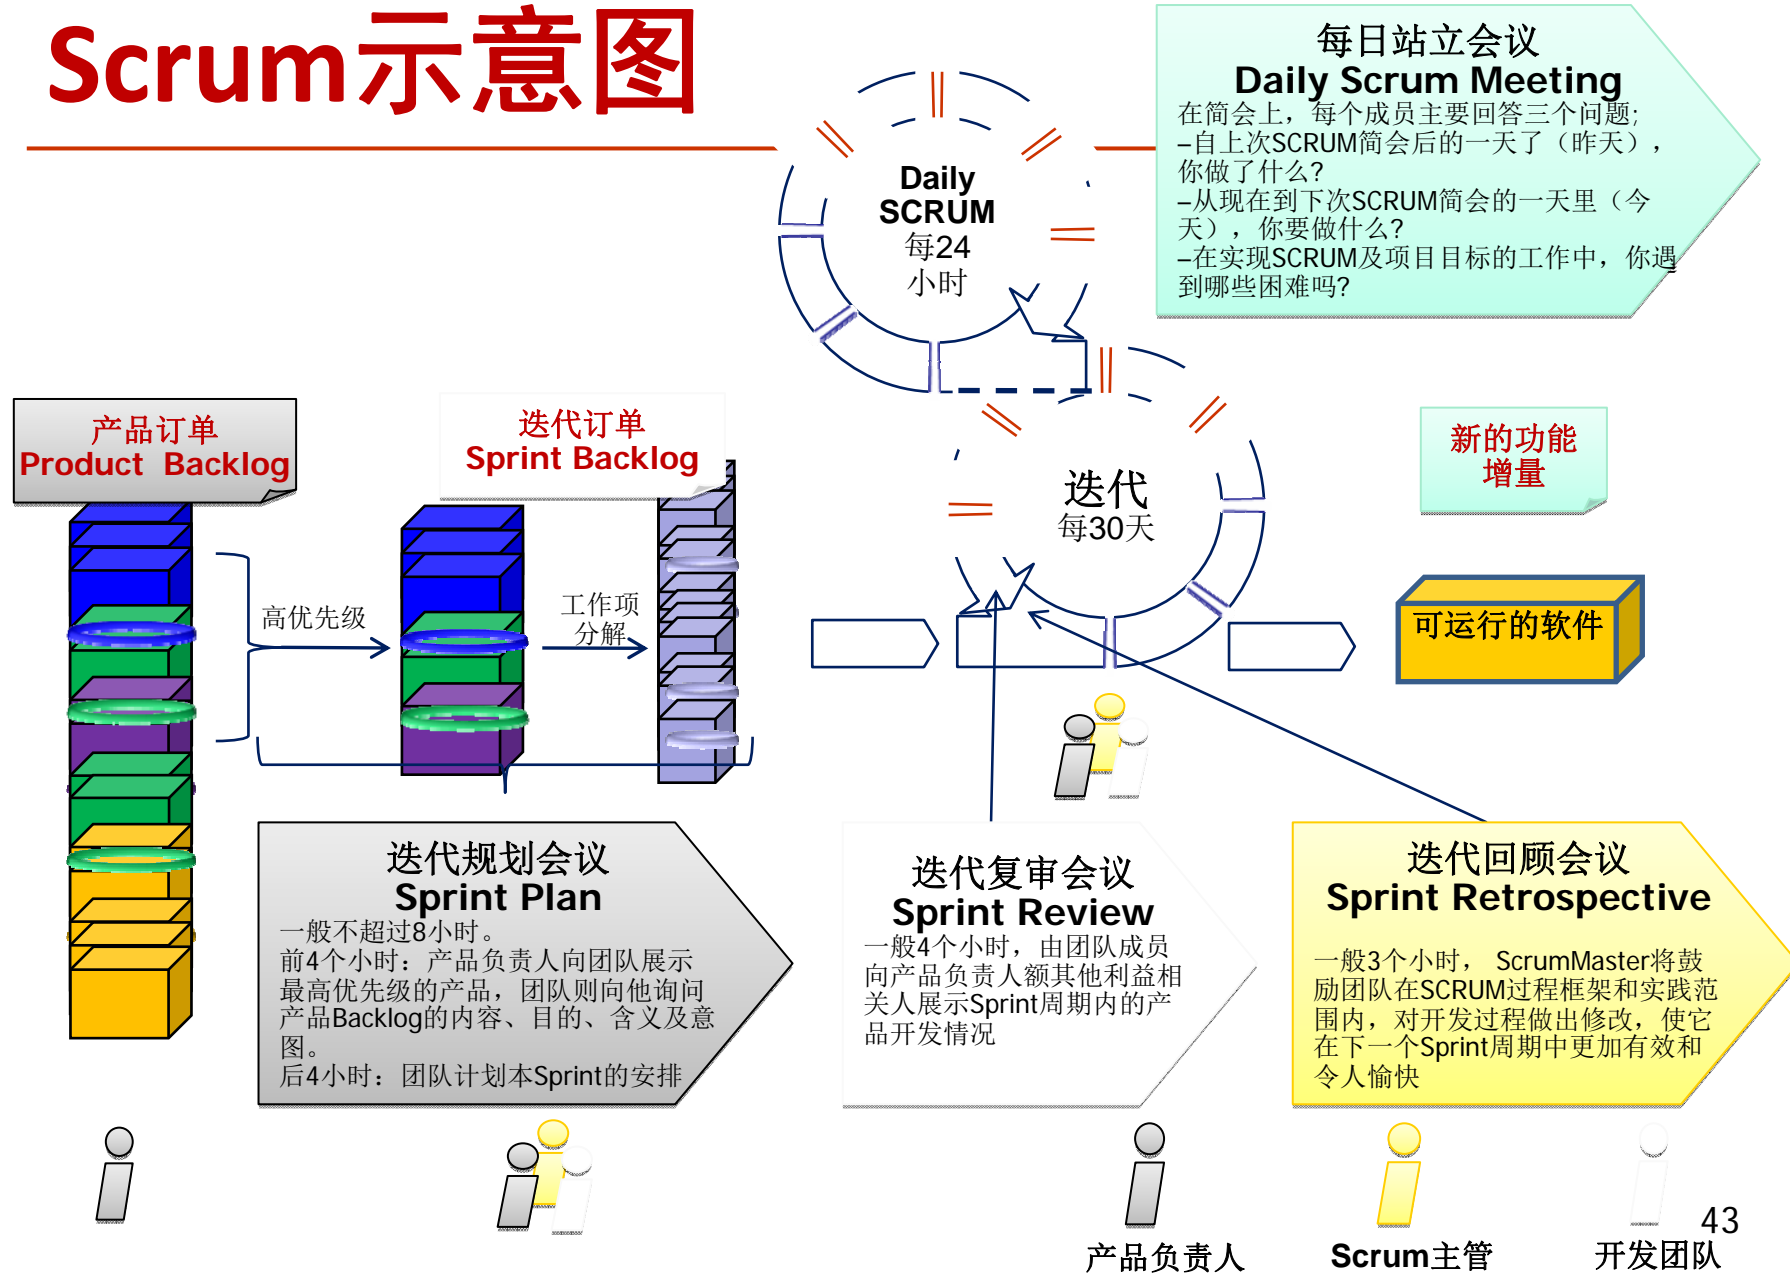 Scrum示意图
每日站立会议
Daily Scrum Meeting
在简会上，每个成员主要回答三个问题;
–自上次SCRUM简会后的一天了（昨天），
你做了什么?
–从现在到下次SCRUM简会的一天里（今
天），你要做什么?
–在实现SCRUM及项目目标的工作中，你遇
到哪些困难吗?
Daily
SCRUM
每24
小时
产品订单
Product Backlog
迭代订单
Sprint Backlog
新的功能
增量
迭代
每30天
高优先级
工作项
分解
可运行的软件
迭代规划会议
Sprint Plan
一般不超过8小时。
前4个小时：产品负责人向团队展示
最高优先级的产品，团队则向他询问
产品Backlog的内容、目的、含义及意
图。
后4小时：团队计划本Sprint的安排
迭代复审会议
Sprint Review
一般4个小时，由团队成员
向产品负责人额其他利益相
关人展示Sprint周期内的产
品开发情况
迭代回顾会议
Sprint Retrospective
一般3个小时， ScrumMaster将鼓
励团队在SCRUM过程框架和实践范
围内，对开发过程做出修改，使它
在下一个Sprint周期中更加有效和
令人愉快
产品负责人
Scrum主管
开发团队
43